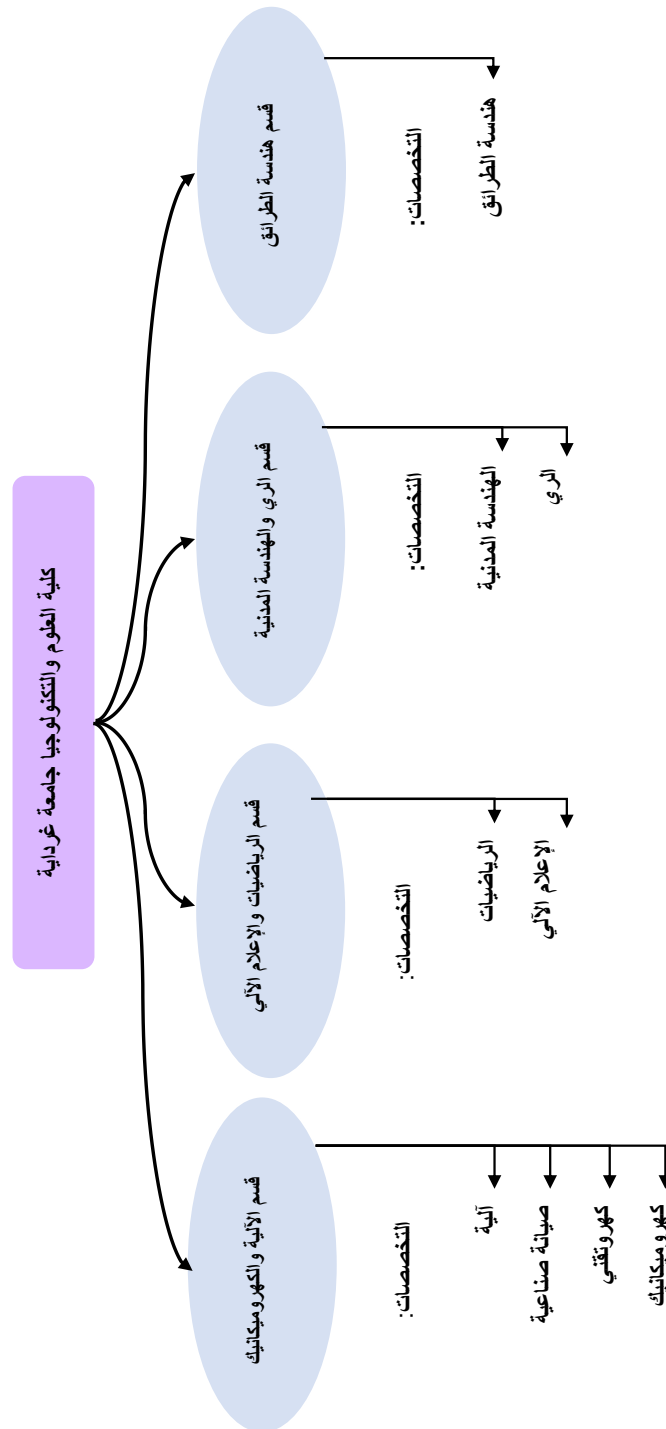 كلية العلوم والتكنولوجيا جامعة غرداية
قسم هندسة الطرائق
التخصصات:
هندسة الطرائق
قسم الري والهندسة المدنية
التخصصات:
الهندسة المدنية
الري
قسم الرياضيات والإعلام الآلي
التخصصات:
الرياضيات
الإعلام الآلي
قسم الآلية والكهروميكانيك
التخصصات:
آلية
صيانة صناعية
كهروتقني
كهروميكانيك